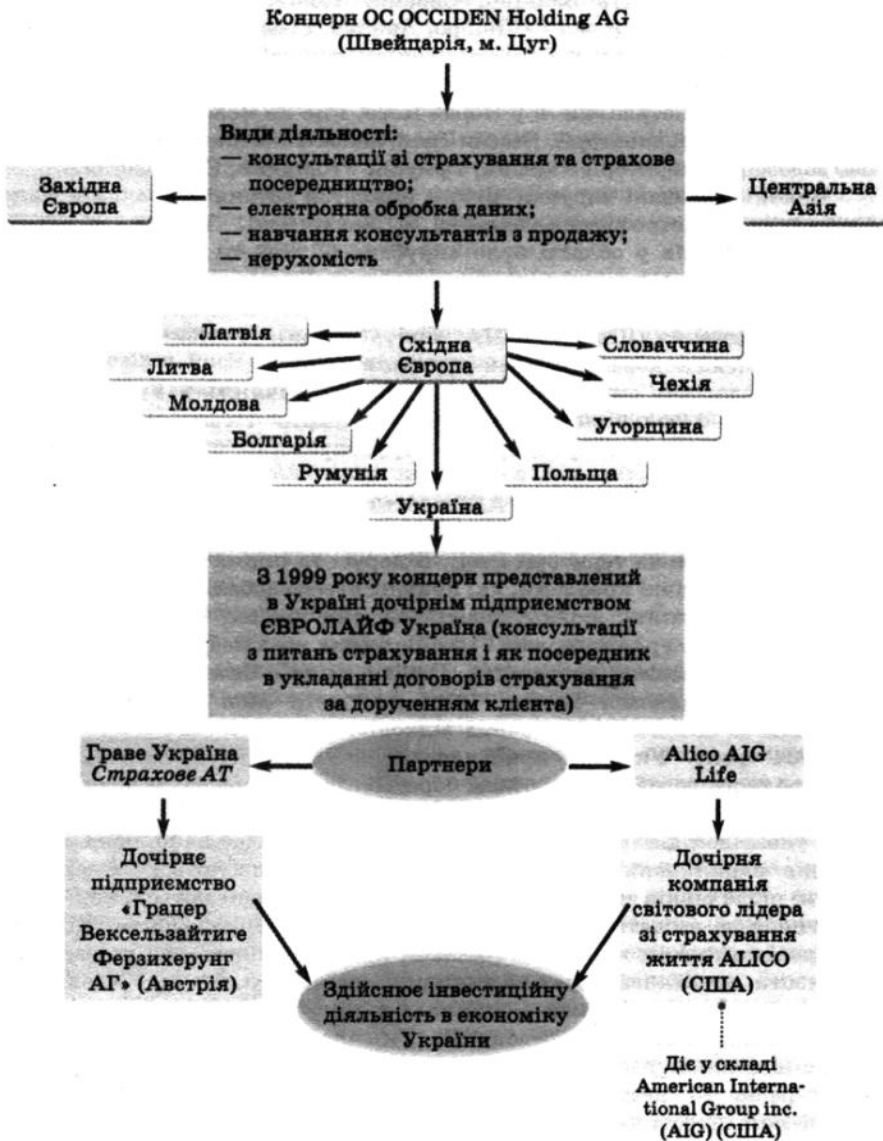 Концерн OC OCCIDEN Holding AG
(Швейцарія, м. Цуг)
Види діяльності:
— консультації зі страхування та страхове
посередництво;
— електронна обробка даних;
— навчання консультантів з продажу;
— нерухомість
Західна
Європа
Центральна
Азія
Східна
Європа
Латвія
Литва
Молдова
Болгарія
Румунія
Україна
Словаччина
Чехія
Угорщина
Польща
З 1999 року концерн представлений
в Україні дочірнім підприємством
ЄВРОЛАЙФ Україна (консультації
з питань страхування і як посередник
в укладанні договорів страхування
за дорученням клієнта)
Граве Україна
Страхове АТ
Партнери
Alico AIG
Life
Дочірнє
підприємство
«Грацер
Вексельзайтиге
Ферзихерунг
АГ» (Австрія)
Дочірня
компанія
світового лідера
зі страхування
життя ALICO
(США)
Здійснює інвестиційну
діяльність в економіку
України
Діє у складі
American Interna-
tional Group inc.
(AIG) (США)